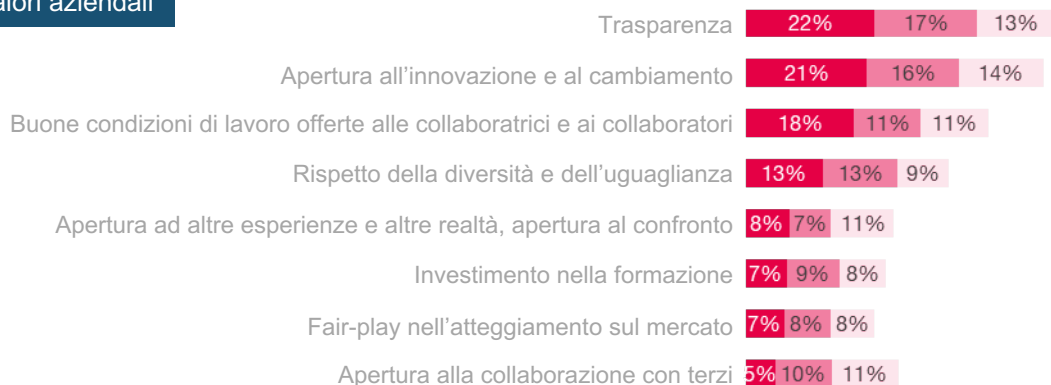 aziendali
Trasparenza 22% 17% 13%
Apertura all'innovazione e al cambiamento 21% 16% 14%
Buone condizioni di lavoro offerte alle collaboratrici e ai collaboratori 18% 11% 11%
Rispetto della diversità e dell'uguaglianza 13% 13% 9%
Apertura ad altre esperienze e altre realtà, apertura al confronto 8% 7% 11%
Investimento nella formazione 7% 9% 8%
Fair-play nell'atteggiamento sul mercato 7% 8% 8%
Apertura alla collaborazione con terzi 5% 10% 11%